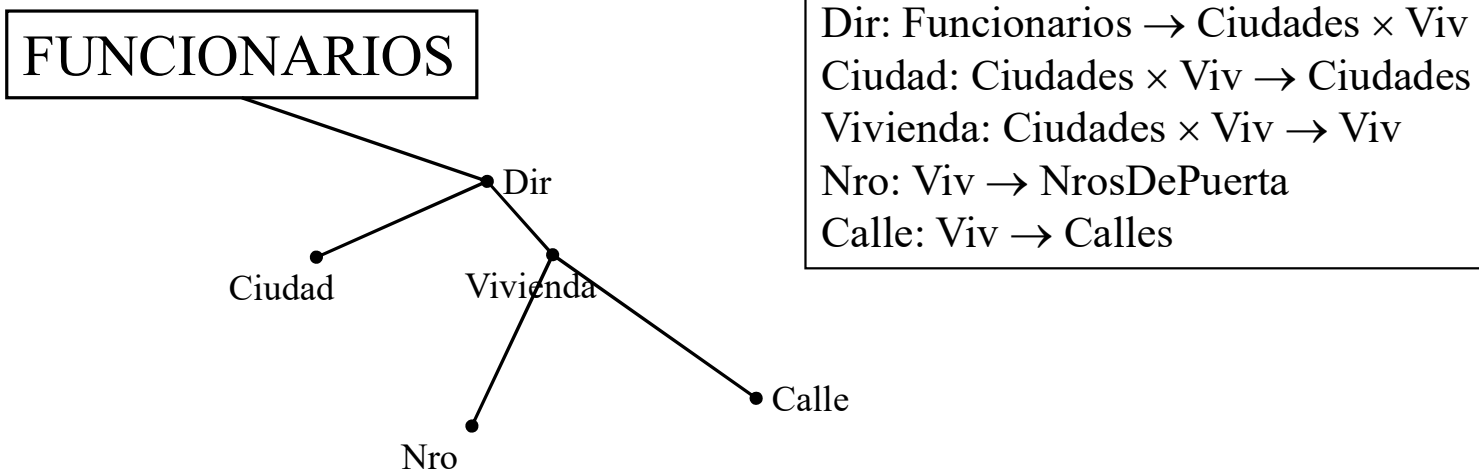 FUNCIONARIOS
Dir
Ciudad
Vivienda
Calle
Nro
Dir: Funcionarios → Ciudades × Viv
Ciudad: Ciudades × Viv → Ciudades
Vivienda: Ciudades × Viv → Viv
Nro: Viv → NrosDePuerta
Calle: Viv → Calles